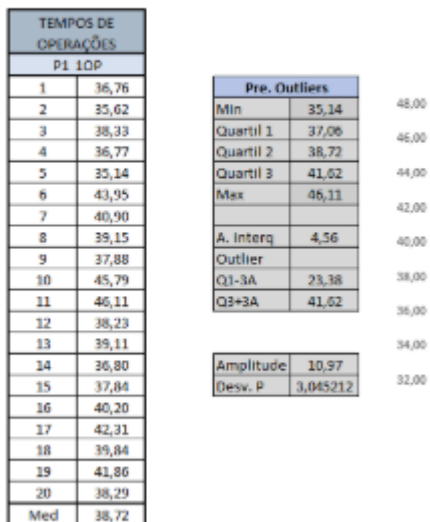 TEMPOS DE
OPERAÇÕES
P1 1OP
1 36,76
2 35,62
3 38,33
4 36,77
5 35,14
6 43,95
7 40,90
8 39,15
9 37,88
10 45,79
11 46,11
12 38,23
13 39,11
14 36,80
15 37,84
16 40,20
17 42,31
18 39,84
19 41,86
20 38,29
Med 38,72
Pre. Outliers
Min 35,14
Quartil 1 37,06
Quartil 2 38,72
Quartil 3 41,62
Max 46,11
A. Interq 4,56
Outlier
Q1-3A 23,38
Q3+3A 41,62
Amplitude 10,97
Desv. P 3,045212
48,00
46,00
44,00
42,00
40,00
38,00
36,00
34,00
32,00